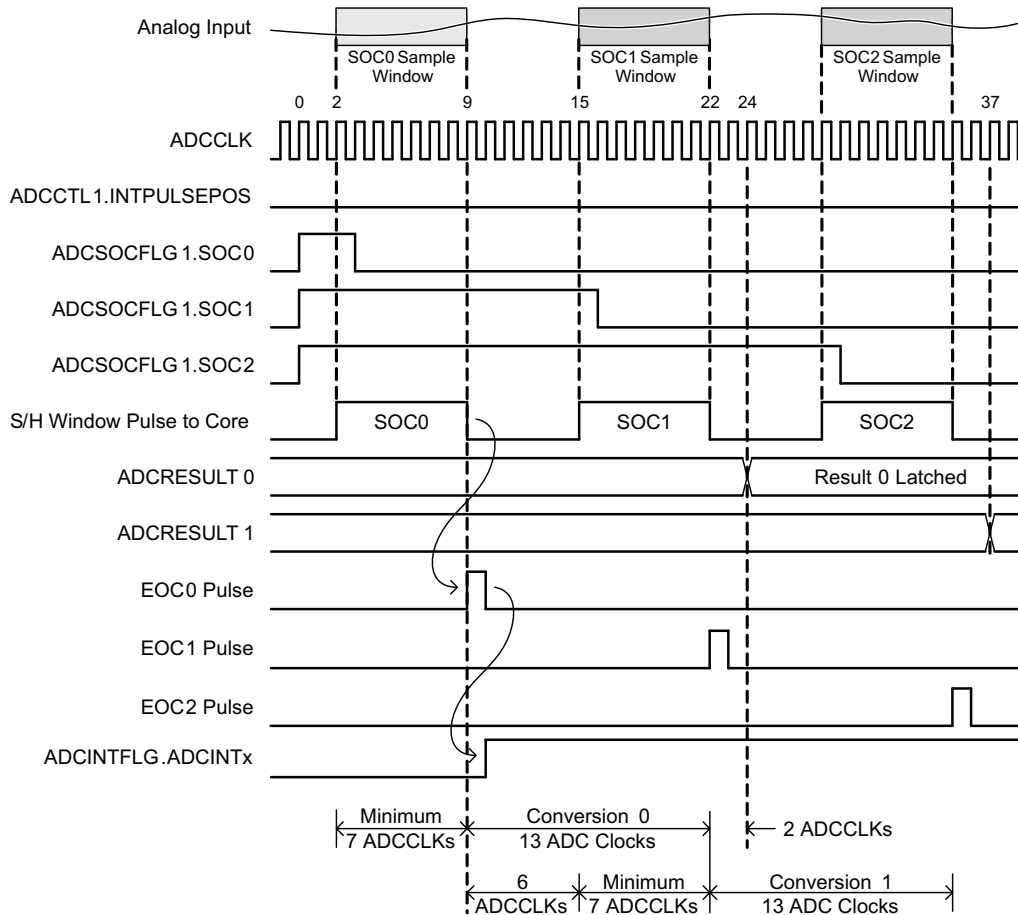 Analog Input
SOC0 Sample
Window
SOC1 Sample
Window
SOC2 Sample
Window
0 2 9 15 22 24 37
ADCCLK
ADCCTL1.INTPULSEPOS
ADCSOCFLG 1.SOC0
ADCSOCFLG 1.SOC1
ADCSOCFLG 1.SOC2
S/H Window Pulse to Core
SOC0 SOC1 SOC2
ADCRESULT 0
Result 0 Latched
ADCRESULT 1
EOC0 Pulse
EOC1 Pulse
EOC2 Pulse
ADCINTFLG.ADCINTx
Minimum
7 ADCCLKs
Conversion 0
13 ADC Clocks
2 ADCCLKs
6
ADCCLKs
Minimum
7 ADCCLKs
Conversion 1
13 ADC Clocks